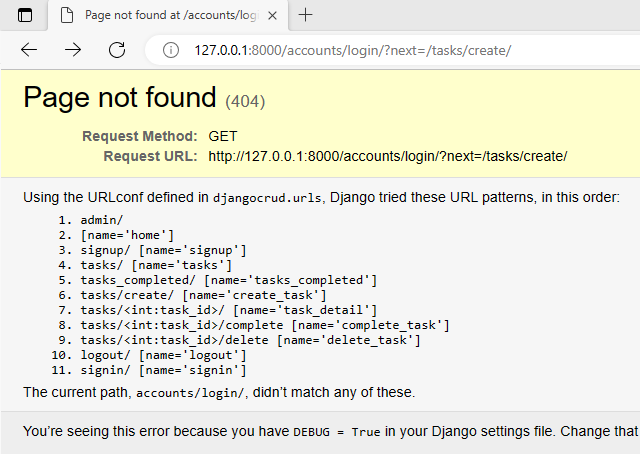 Page not found at /accounts/log
127.0.0.1:8000/accounts/login/?next=/tasks/create/
Page not found (404)
Request Method: GET
Request URL: http://127.0.0.1:8000/accounts/login/?next=/tasks/create/
Using the URLconf defined in djangocrud.urls, Django tried these URL patterns, in this order:
1. admin/
2. [name='home']
3. signup/ [name='signup']
4. tasks/ [name='tasks']
5. tasks_completed/ [name='tasks_completed']
6. tasks/create/ [name='create_task']
7. tasks/<int:task_id>/ [name='task_detail']
8. tasks/<int:task_id>/complete [name='complete_task']
9. tasks/<int:task_id>/delete [name='delete_task']
10. logout/ [name='logout']
11. signin/ [name='signin']
The current path, accounts/login/, didn’t match any of these.
You’re seeing this error because you have DEBUG = True in your Django settings file. Change that